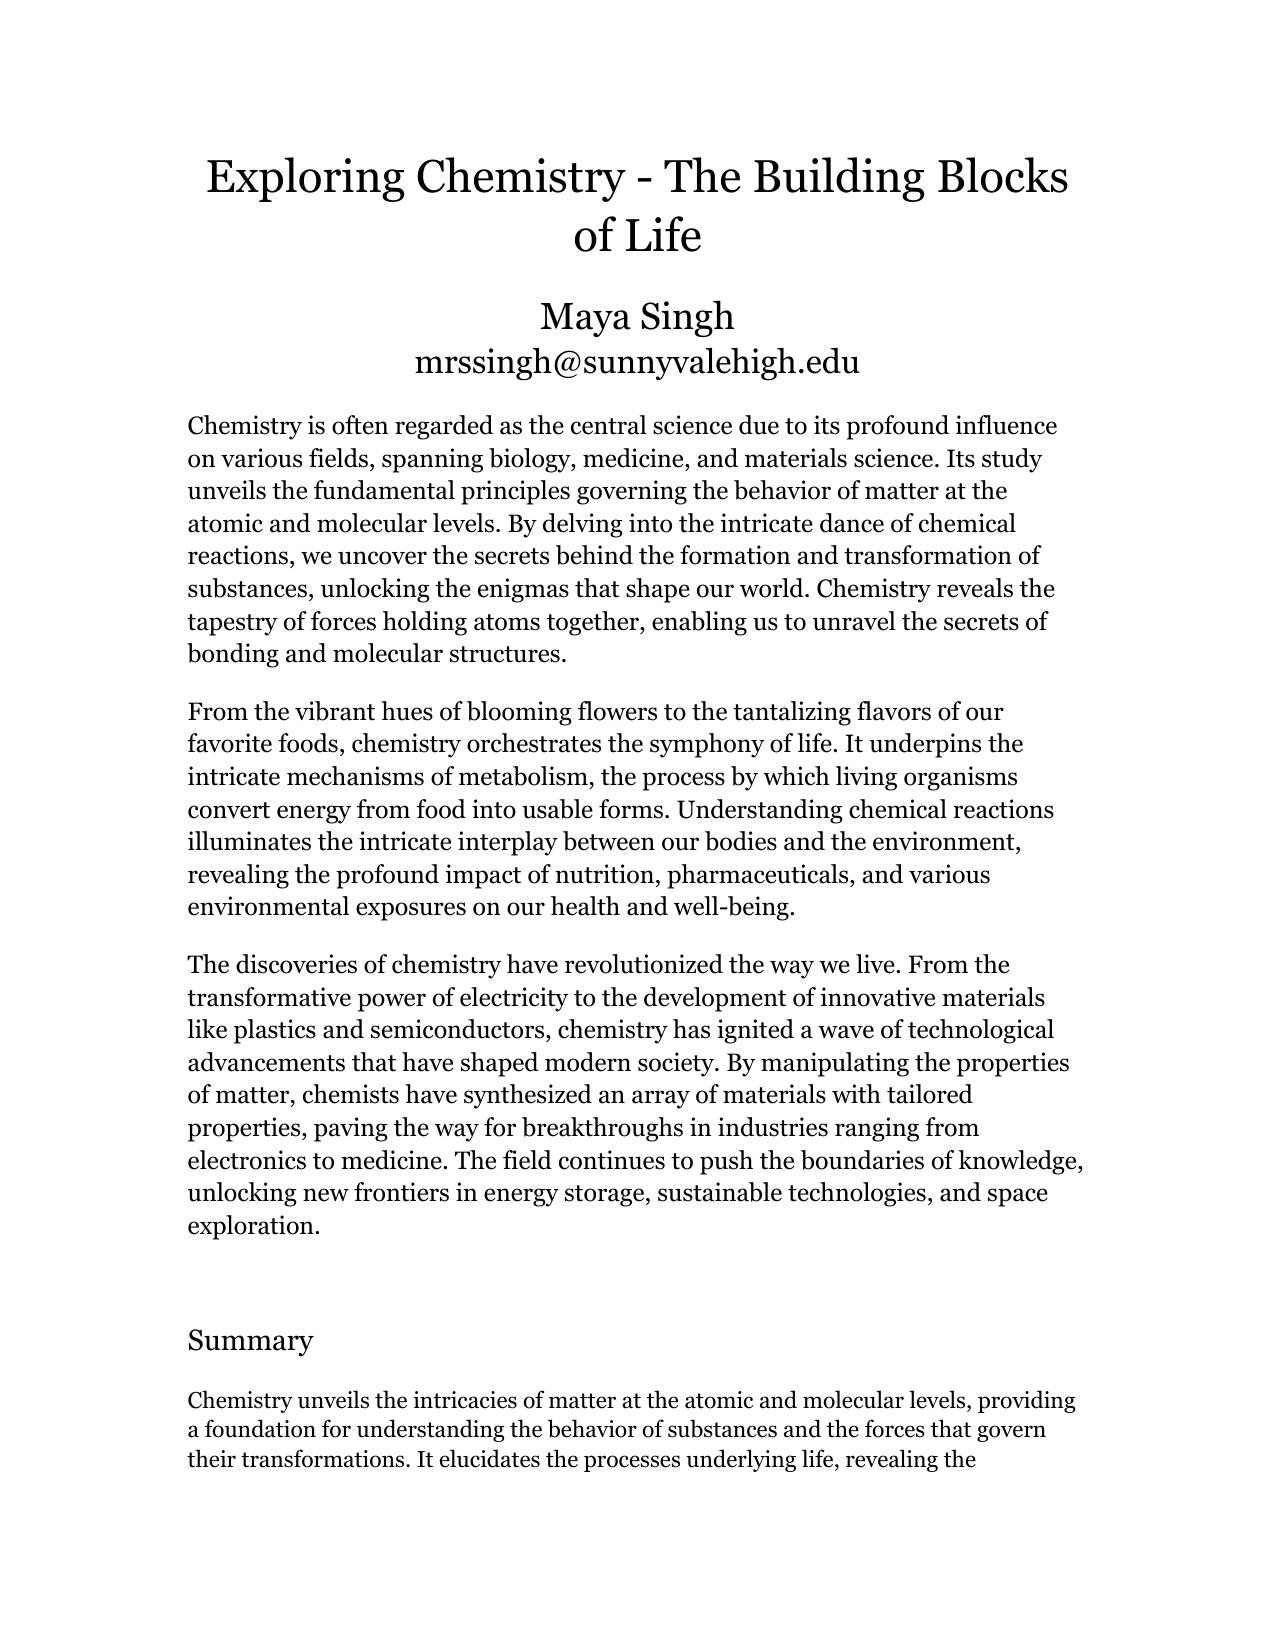 Exploring Chemistry - The Building Blocks
of Life
Maya Singh
mrssingh@sunnyvalehigh.edu
Chemistry is often regarded as the central science due to its profound influence
on various fields, spanning biology, medicine, and materials science. Its study
unveils the fundamental principles governing the behavior of matter at the
atomic and molecular levels. By delving into the intricate dance of chemical
reactions, we uncover the secrets behind the formation and transformation of
substances, unlocking the enigmas that shape our world. Chemistry reveals the
tapestry of forces holding atoms together, enabling us to unravel the secrets of
bonding and molecular structures.
From the vibrant hues of blooming flowers to the tantalizing flavors of our
favorite foods, chemistry orchestrates the symphony of life. It underpins the
intricate mechanisms of metabolism, the process by which living organisms
convert energy from food into usable forms. Understanding chemical reactions
illuminates the intricate interplay between our bodies and the environment,
revealing the profound impact of nutrition, pharmaceuticals, and various
environmental exposures on our health and well-being.
The discoveries of chemistry have revolutionized the way we live. From the
transformative power of electricity to the development of innovative materials
like plastics and semiconductors, chemistry has ignited a wave of technological
advancements that have shaped modern society. By manipulating the properties
of matter, chemists have synthesized an array of materials with tailored
properties, paving the way for breakthroughs in industries ranging from
electronics to medicine. The field continues to push the boundaries of knowledge,
unlocking new frontiers in energy storage, sustainable technologies, and space
exploration.
Summary
Chemistry unveils the intricacies of matter at the atomic and molecular levels, providing
a foundation for understanding the behavior of substances and the forces that govern
their transformations. It elucidates the processes underlying life, revealing the